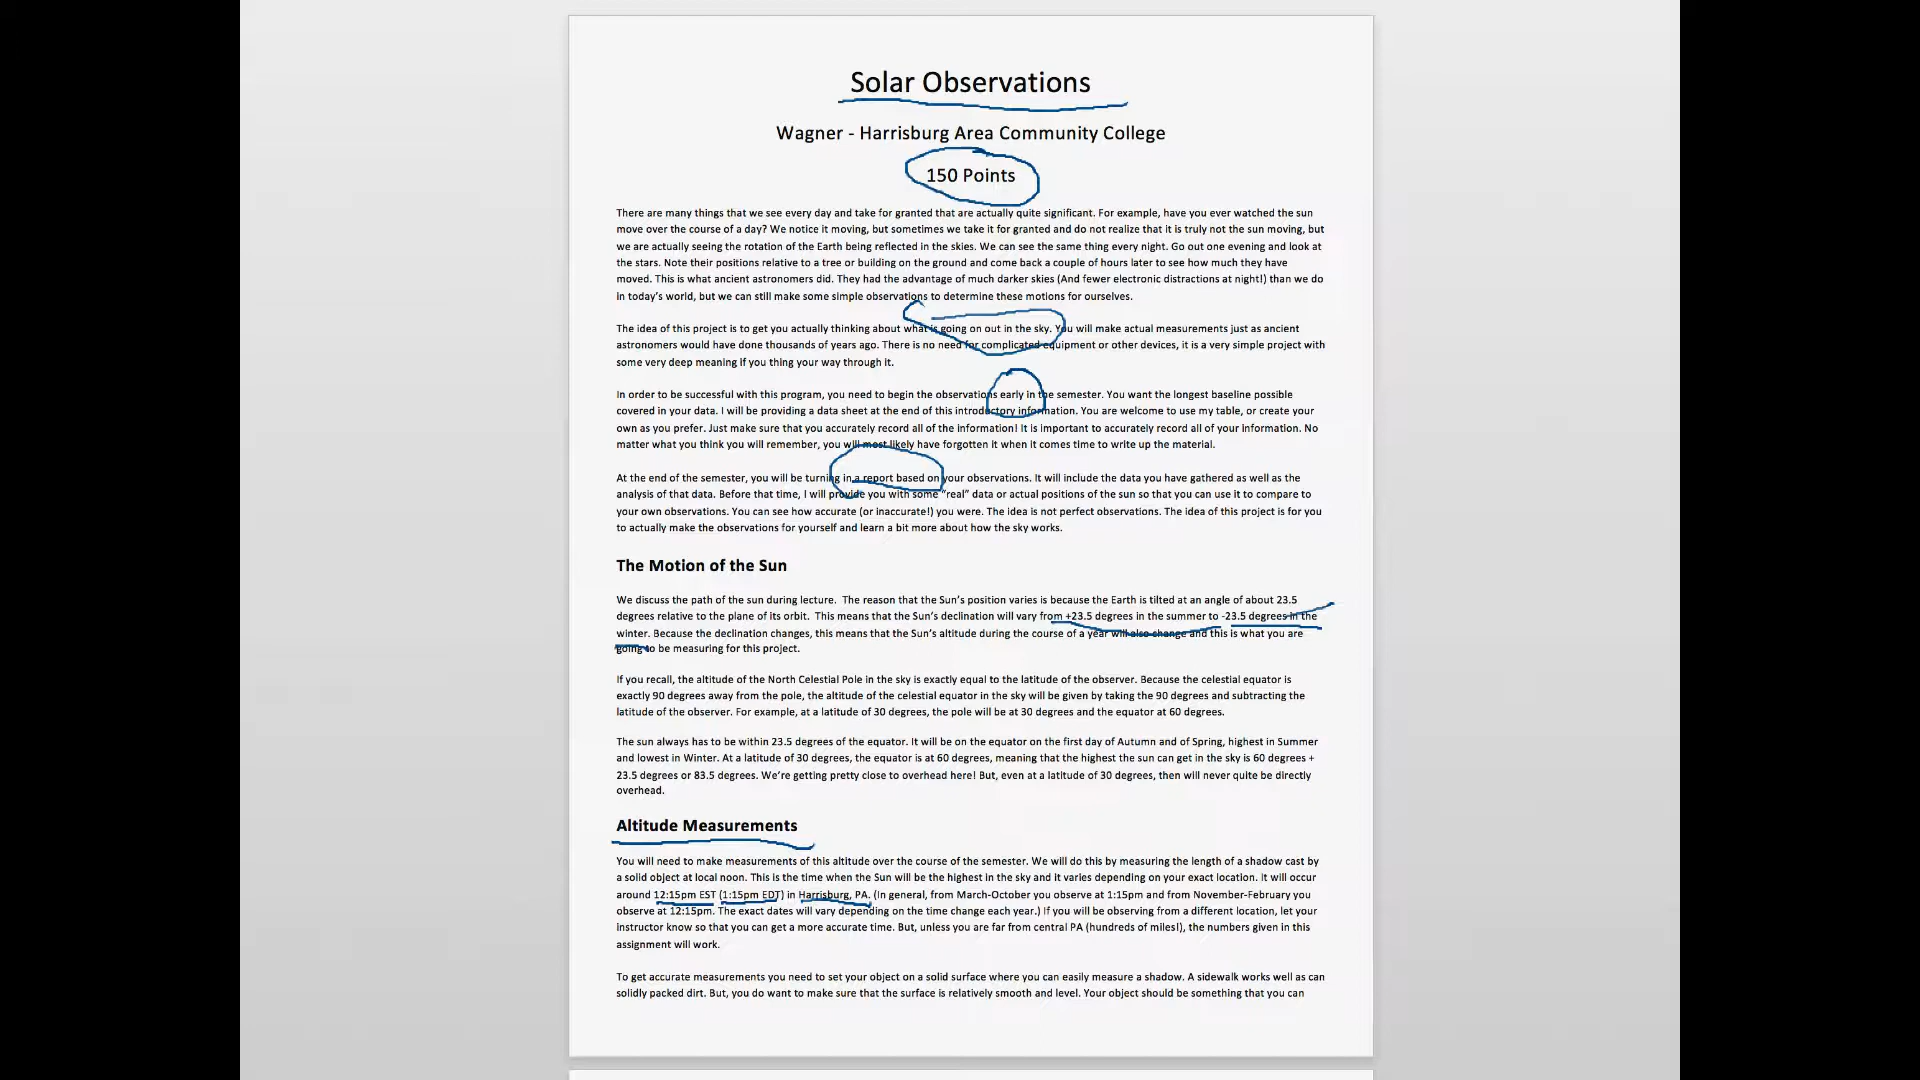 Solar Observations
Wagner - Harrisburg Area Community College
150 Points
There are many things that we see every day and take for granted that are actually quite significant. For example, have you ever watched the sun
move over the course of a day? We notice it moving, but sometimes we take it for granted and do not realize that it is truly not the sun moving, but
we are actually seeing the rotation of the Earth being reflected in the skies. We can see the same thing every night. Go out one evening and look at
the stars. Note their positions relative to a tree or building on the ground and come back a couple of hours later to see how much they have
moved. This is what ancient astronomers did. They had the advantage of much darker skies (And fewer electronic distractions at night!) than we do
in today's world, but we can still make some simple observations to determine these motions for ourselves.
The idea of this project is to get you actually thinking about what is going on out in the sky. You will make actual measurements just as ancient
astronomers would have done thousands of years ago. There is no need for complicated equipment or other devices, it is a very simple project with
some very deep meaning if you thing your way through it.
In order to be successful with this program, you need to begin the observations early in the semester. You want the longest baseline possible
covered in your data. I will be providing a data sheet at the end of this introductory information. You are welcome to use my table, or create your
own as you prefer. Just make sure that you accurately record all of the information! It is important to accurately record all of your information. No
matter what you think you will remember, you will most likely have forgotten it when it comes time to write up the material.
At the end of the semester, you will be turning in a report based on your observations. It will include the data you have gathered as well as the
analysis of that data. Before that time, I will provide you with some "real" data or actual positions of the sun so that you can use it to compare to
your own observations. You can see how accurate (or inaccurate!) you were. The idea is not perfect observations. The idea of this project is for you
to actually make the observations for yourself and learn a bit more about how the sky works.
The Motion of the Sun
We discuss the path of the sun during lecture. The reason that the Sun's position varies is because the Earth is tilted at an angle of about 23.5
degrees relative to the plane of its orbit. This means that the Sun's declination will vary from +23.5 degrees in the summer to -23.5 degrees in the
winter. Because the declination changes, this means that the Sun's altitude during the course of a year will also change and this is what you are
going to be measuring for this project.
If you recall, the altitude of the North Celestial Pole in the sky is exactly equal to the latitude of the observer. Because the celestial equator is
exactly 90 degrees away from the pole, the altitude of the celestial equator in the sky will be given by taking the 90 degrees and subtracting the
latitude of the observer. For example, at a latitude of 30 degrees, the pole will be at 30 degrees and the equator at 60 degrees.
The sun always has to be within 23.5 degrees of the equator. It will be on the equator on the first day of Autumn and of Spring, highest in Summer
and lowest in Winter. At a latitude of 30 degrees, the equator is at 60 degrees, meaning that the highest the sun can get in the sky is 60 degrees +
23.5 degrees or 83.5 degrees. We're getting pretty close to overhead here! But, even at a latitude of 30 degrees, then will never quite be directly
overhead.
Altitude Measurements
You will need to make measurements of this altitude over the course of the semester. We will do this by measuring the length of a shadow cast by
a solid object at local noon. This is the time when the Sun will be the highest in the sky and it varies depending on your exact location. It will occur
around 12:15pm EST (1:15pm EDT) in Harrisburg, PA. (In general, from March-October you observe at 1:15pm and from November-February you
observe at 12:15pm. The exact dates will vary depending on the time change each year.) If you will be observing from a different location, let your
instructor know so that you can get a more accurate time. But, unless you are far from central PA (hundreds of miles!), the numbers given in this
assignment will work.
To get accurate measurements you need to set your object on a solid surface where you can easily measure a shadow. A sidewalk works well as can
solidly packed dirt. But, you do want to make sure that the surface is relatively smooth and level. Your object should be something that you can